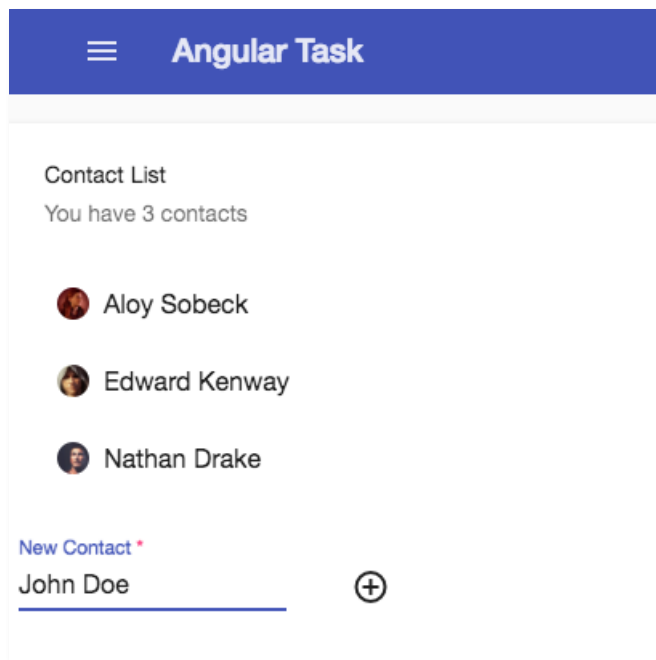 Angular Task
Contact List
You have 3 contacts
Aloy Sobeck
Edward Kenway
Nathan Drake
New Contact *
John Doe